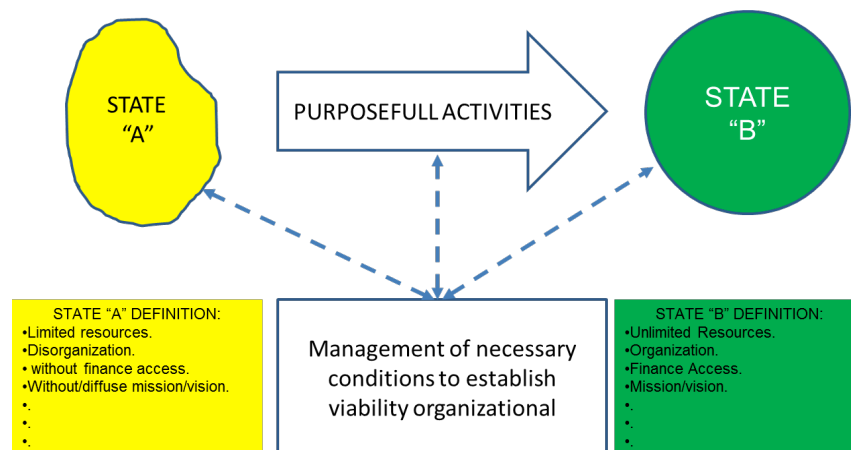 STATE
“A”
PURPOSEFULL ACTIVITIES
STATE
“B”
STATE “A” DEFINITION:
•Limited resources.
•Disorganization.
• without finance access.
•Without/diffuse mission/vision.
•.
•.
•.
Management of necessary
conditions to establish
viability organizational
STATE “B” DEFINITION:
•Unlimited Resources.
•Organization.
•Finance Access.
•Mission/vision.
•.
•.
•.